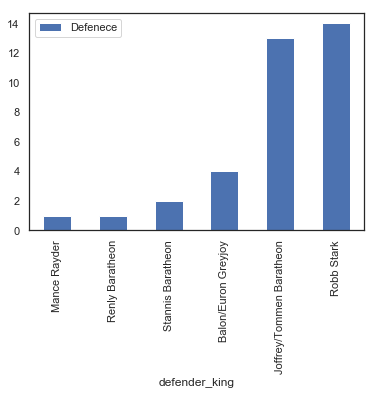 Defenece
14
12
10
8
6
4
2
0
Mance Rayder
Renly Baratheon
Stannis Baratheon
Balon/Euron Greyjoy
Joffrey/Tommen Baratheon
Robb Stark
defender_king